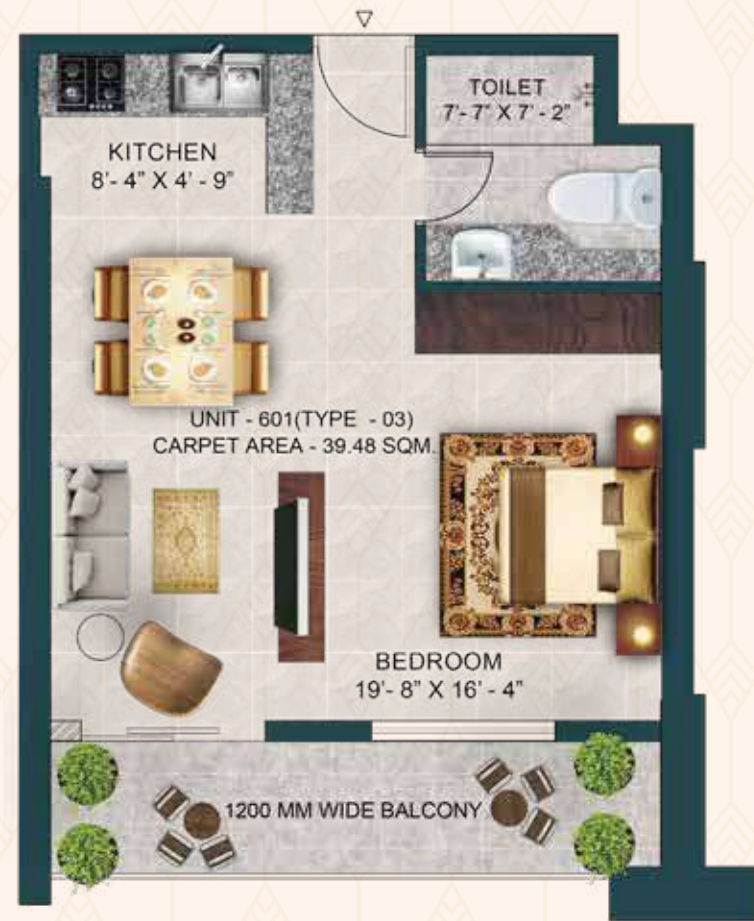 TOILET
7'- 7" X 7' - 2"
KITCHEN
8'- 4" X 4' - 9"
UNIT - 601(TYPE - 03)
CARPET AREA - 39.48 SQM.
BEDROOM
19'- 8" X 16' - 4"
1200 MM WIDE BALCONY